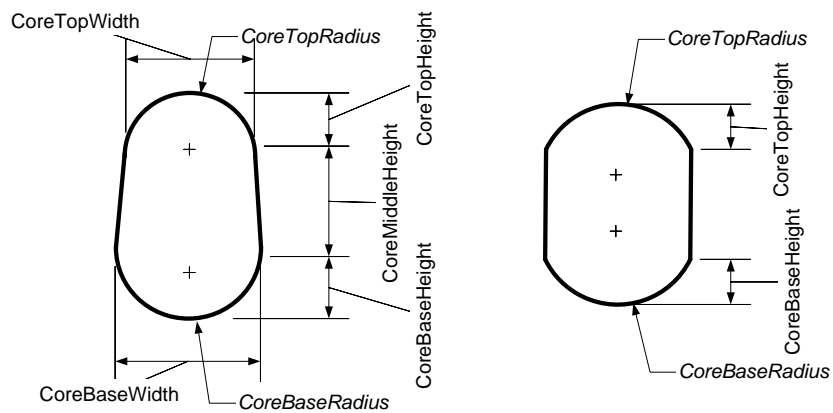 CoreTopWidth
CoreTopRadius
CoreTopHeight
CoreMiddleHeight
CoreBaseHeight
CoreBaseWidth
CoreBaseRadius
CoreTopRadius
CoreTopHeight
CoreBaseHeight
CoreBaseRadius